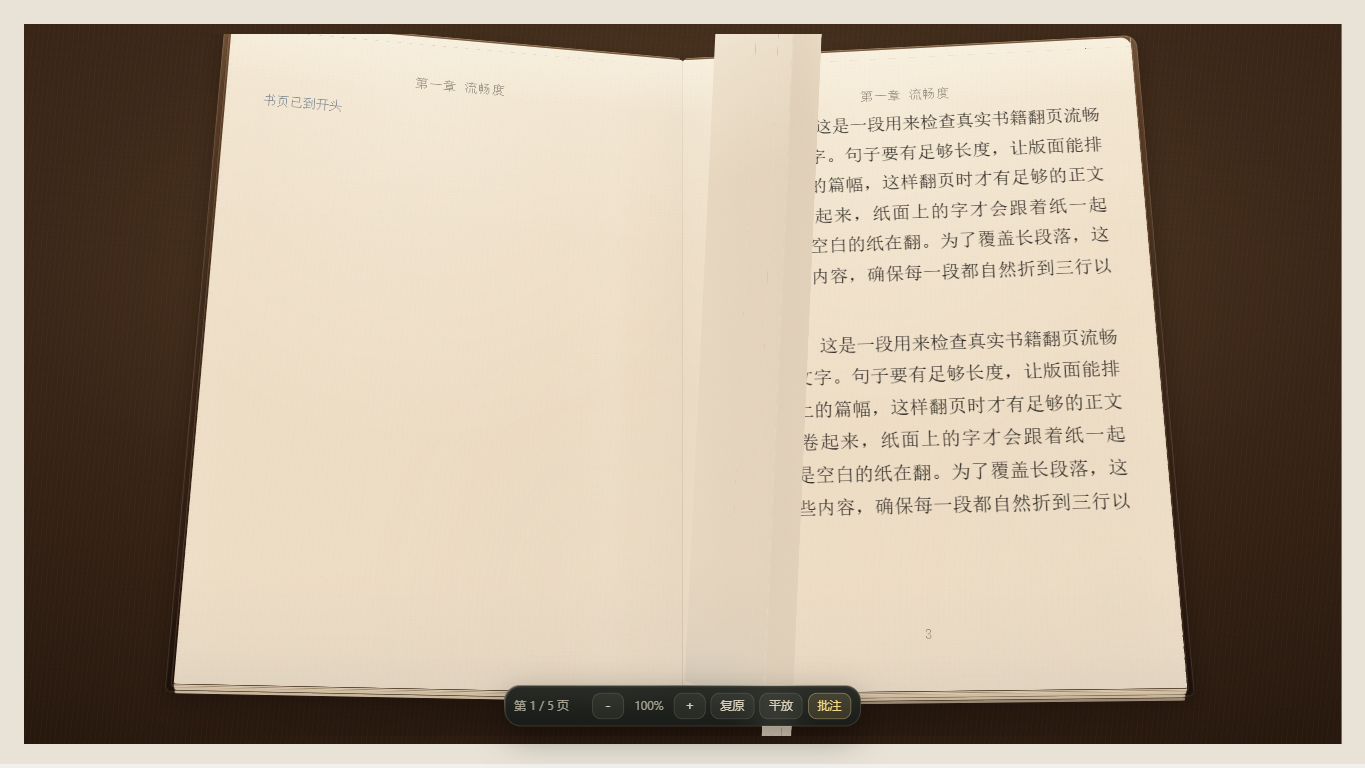 第一章 流畅度
书页已到开头
第一章 流畅度
这是一段用来检查真实书籍翻页流畅
字。句子要有足够长度，让版面能排
的篇幅，这样翻页时才有足够的正文
起来，纸面上的字才会跟着纸一起
空白的纸在翻。为了覆盖长段落，这
内容，确保每一段都自然折到三行以
这是一段用来检查真实书籍翻页流畅
文字。句子要有足够长度，让版面能排
上的篇幅，这样翻页时才有足够的正文
卷起来，纸面上的字才会跟着纸一起
是空白的纸在翻。为了覆盖长段落，这
些内容，确保每一段都自然折到三行以
3
第 1 / 5 页 - 100% + 复原 平放 批注